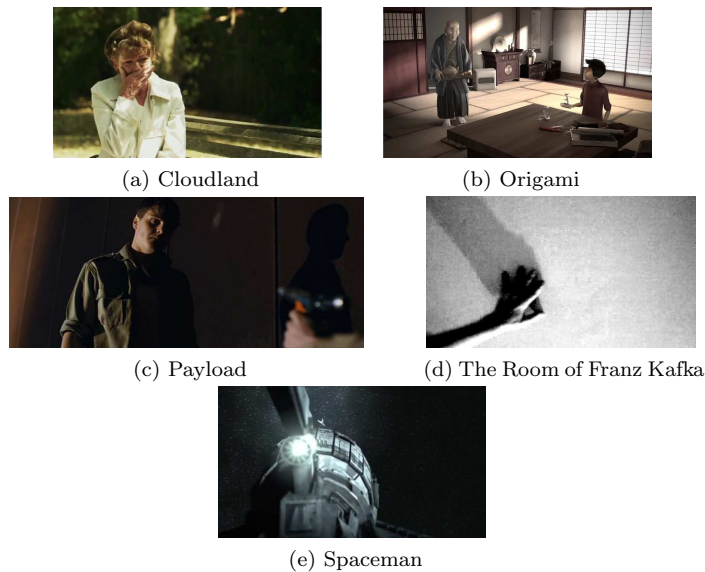 (a) Cloudland
(b) Origami
(c) Payload
(d) The Room of Franz Kafka
(e) Spaceman